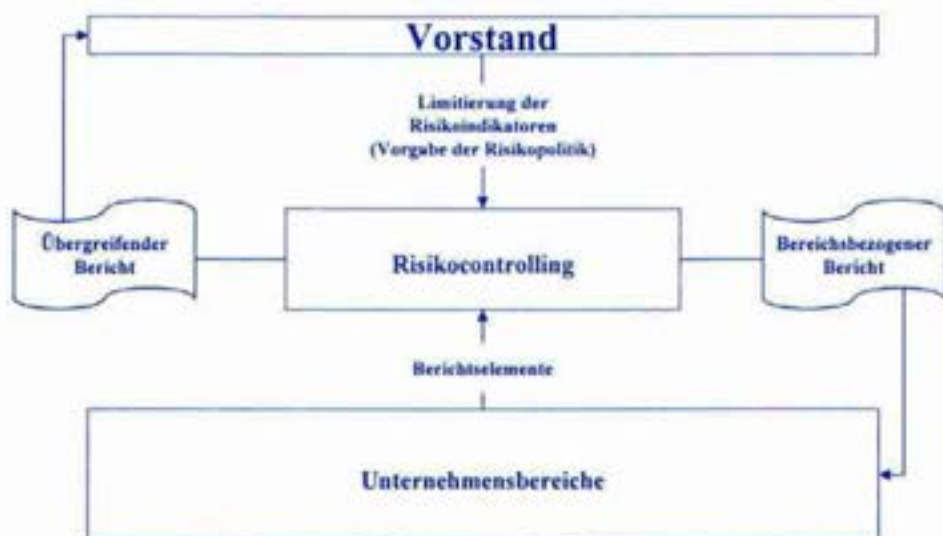 Vorstand
Limitierung der
Risikoindikatoren
(Vorgabe der Risikopolitik)
Übergreifender
Bericht
Risikocontrolling
Bereichsbezogener
Bericht
Berichtselemente
Unternehmensbereiche